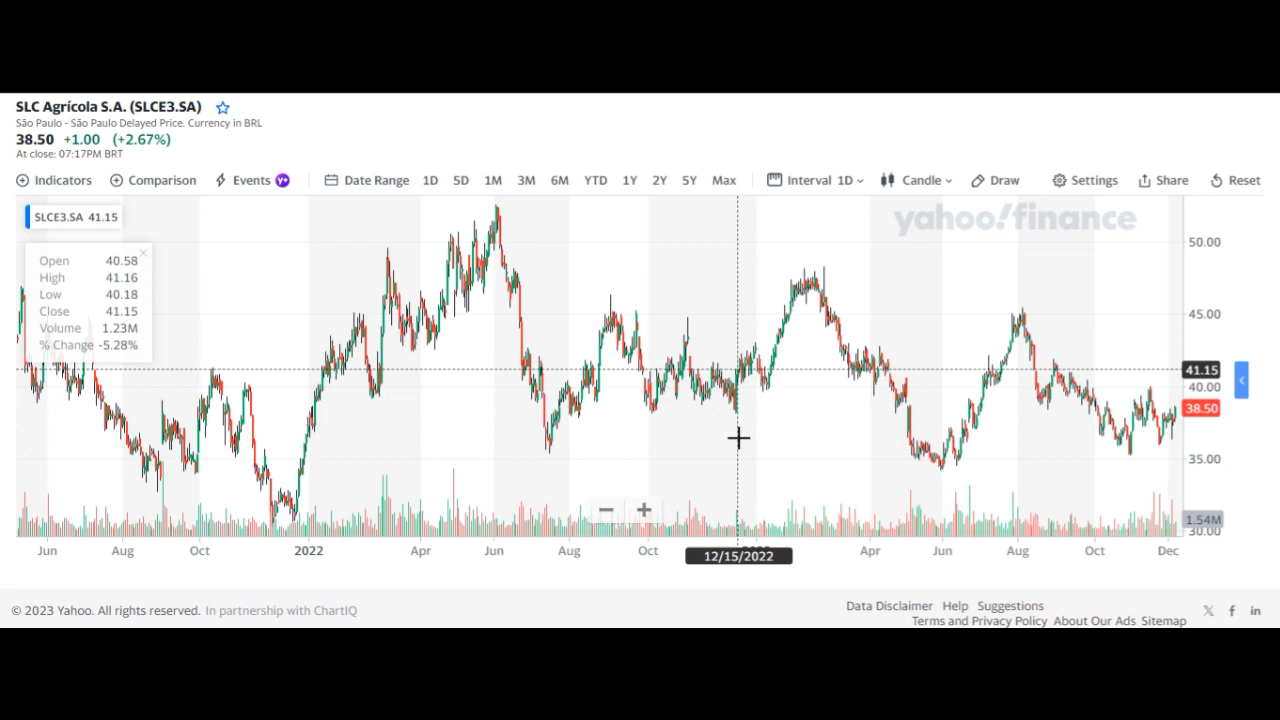 SLC Agrícola S.A. (SLCE3.SA)
São Paulo - São Paulo Delayed Price. Currency in BRL
38.50 +1.00 (+2.67%)
At close: 07:17PM BRT
Indicators Comparison Events Y+ Date Range 1D 5D 1M 3M 6M YTD 1Y 2Y 5Y Max Interval 1D Candle Draw Settings Share Reset
SLCE3.SA 41.15
yahoo!finance
Open 40.58
High 41.16
Low 40.18
Close 41.15
Volume 1.23M
% Change -5.28%
50.00
45.00
41.15
40.00
38.50
35.00
1.54M
30.00
Jun Aug Oct 2022 Apr Jun Aug Oct 12/15/2022 Apr Jun Aug Oct Dec
© 2023 Yahoo. All rights reserved. In partnership with ChartIQ
Data Disclaimer Help Suggestions
Terms and Privacy Policy About Our Ads Sitemap